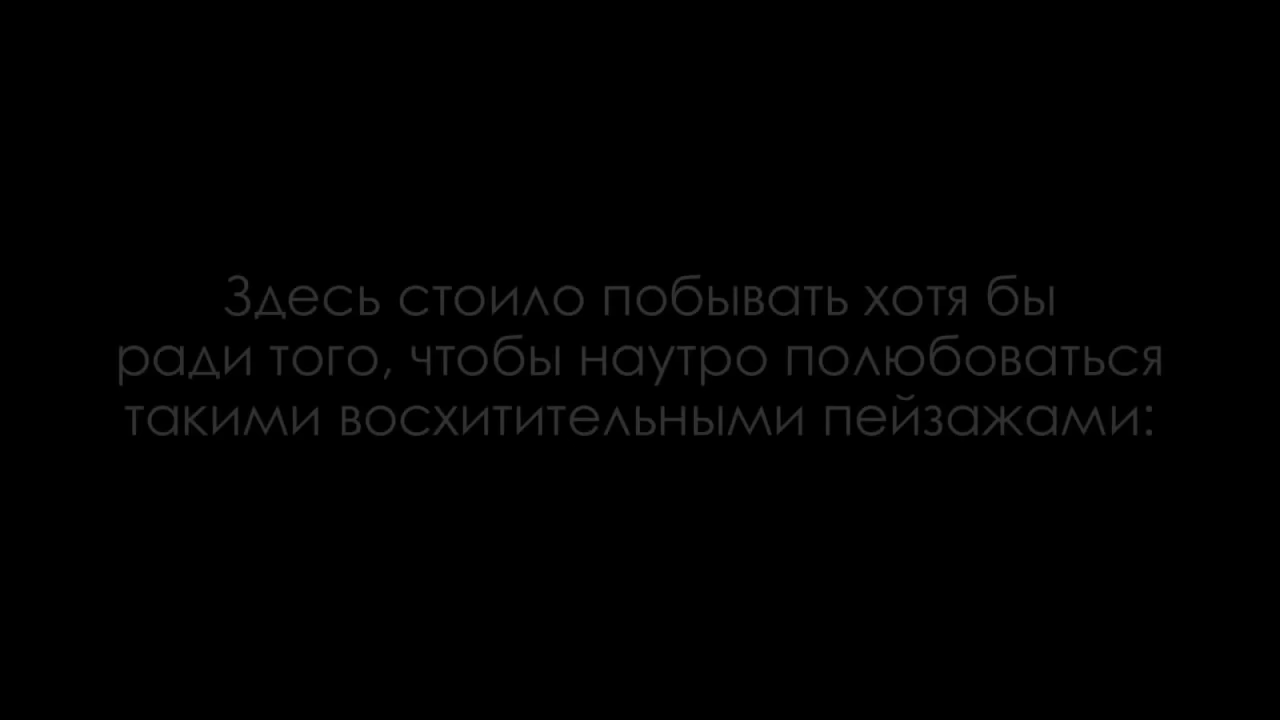 Здесь стоило побывать хотя бы
ради того, чтобы наутро полюбоваться
такими восхитительными пейзажами: